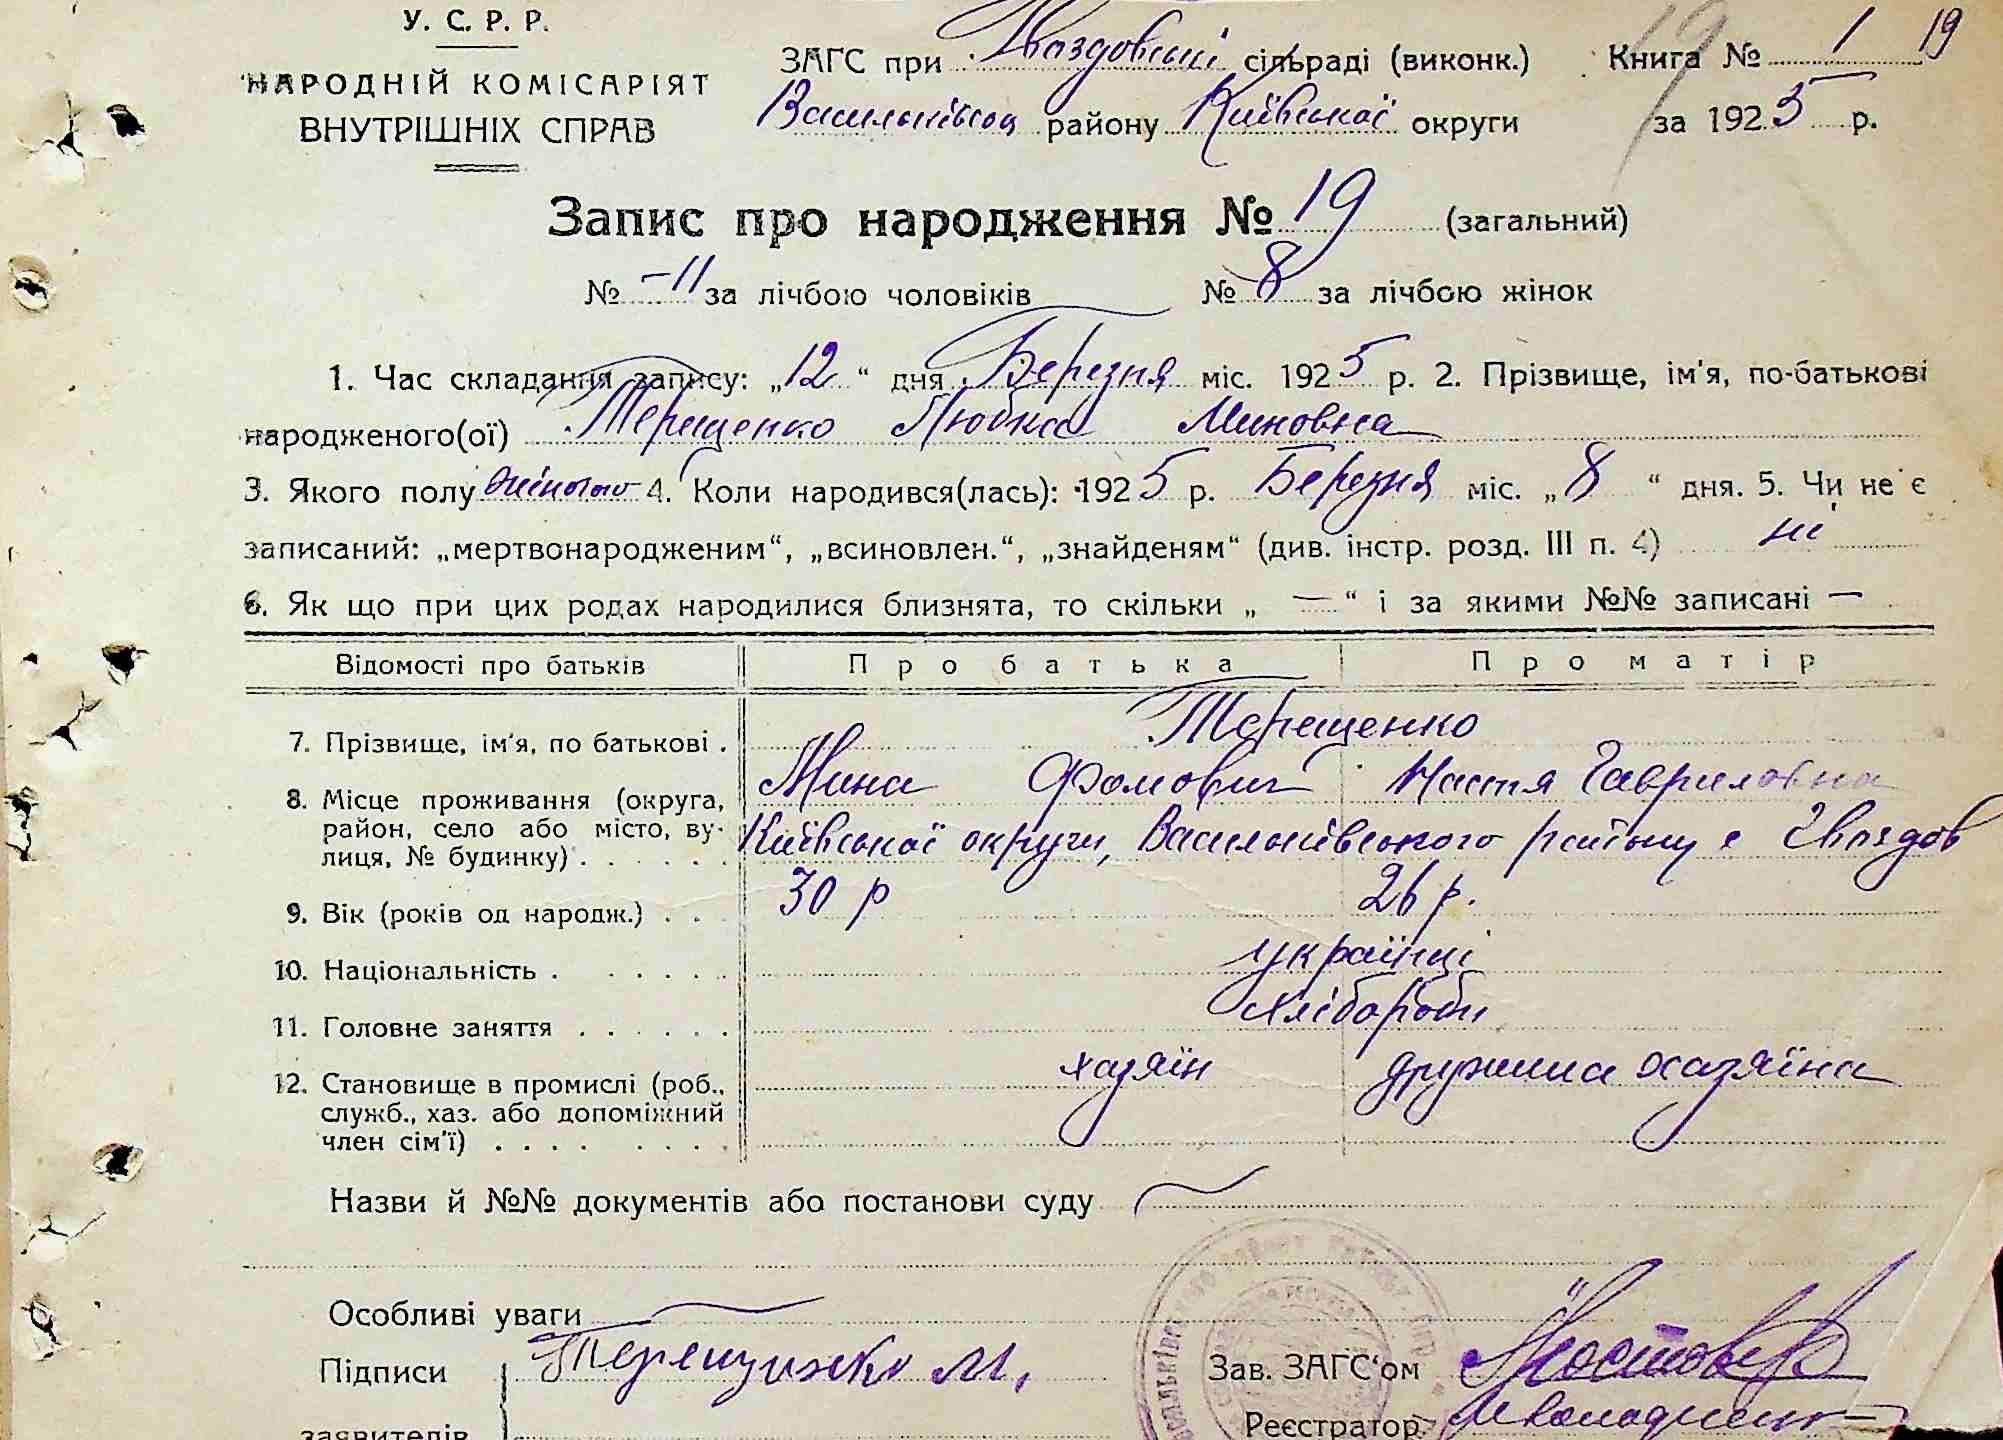 У. С. Р. Р.
НАРОДНІЙ КОМІСАРІЯТ
ВНУТРІШНІХ СПРАВ
ЗАГС при Гвоздовській сільраді (виконк.) Книга № 1 19
Васильківськ району Київської округи за 1925 р.
19
Запис про народження № 19 (загальний)
№ -11 за лічбою чоловіків № 8 за лічбою жінок
1. Час складання запису: „12“ дня Березня міс. 1925 р. 2. Прізвище, ім'я, по-батькові
народженого(ої) Терещенко Любка Миновна
3. Якого полу жіного 4. Коли народився(лась): 1925 р. Березня міс. „8“ дня. 5. Чи не є
записаний: „мертвонародженим“, „всиновлен.“, „знайденям“ (див. інстр. розд. III п. 4) ні
6. Як що при цих родах народилися близнята, то скільки „ — “ і за якими №№ записані —
Відомості про батьків Про батька Про матір
7. Прізвище, ім'я, по батькові . Терещенко
Мина Фомович Настя Гавриловна
8. Місце проживання (округа,
район, село або місто, ву-
лиця, № будинку) . . . . . . Київської округи, Васильківського району с Гвоздов
9. Вік (років од народж.) . . . 30 р 26 р.
10. Національність . . . . . . українці
11. Головне заняття . . . . . . хлібороби
12. Становище в промислі (роб.,
служб., хаз. або допоміжний
член сім'ї) . . . . . . . . хазяїн дружина хазяїна
Назви й №№ документів або постанови суду
Особливі уваги
Підписи Терещенко М. Зав. ЗАГС‘ом
заявителів Реєстратор